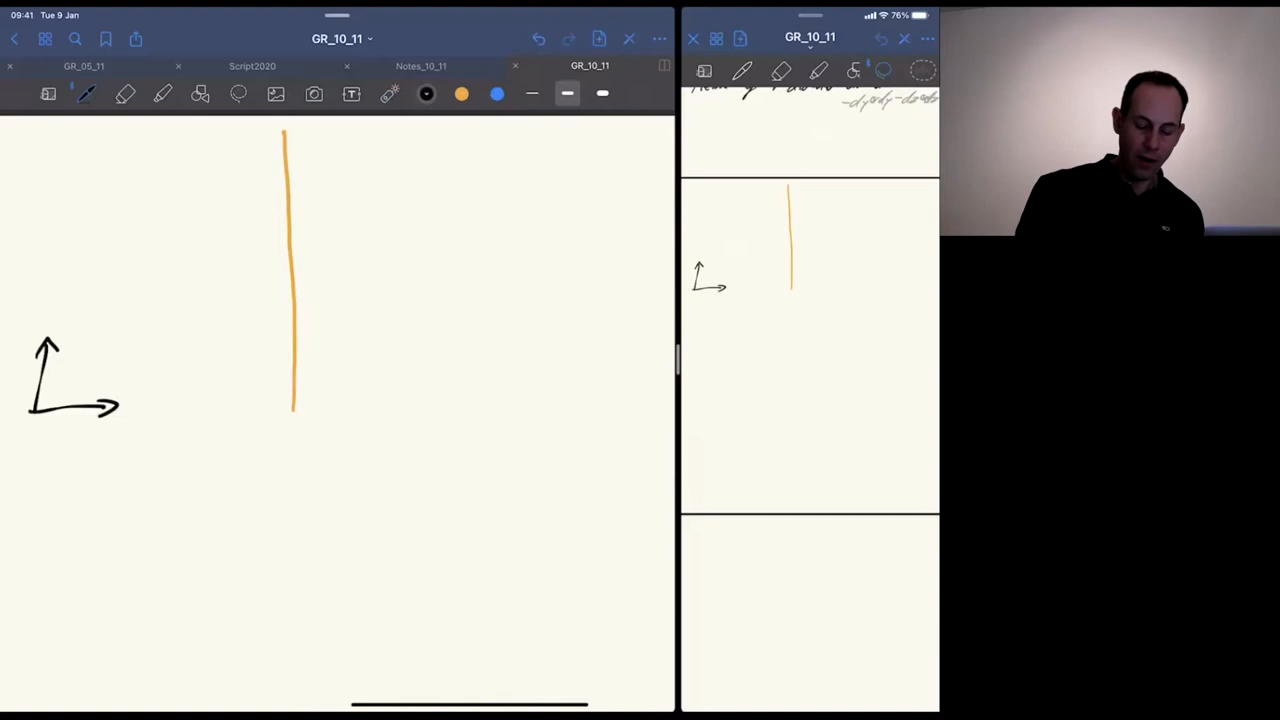 09:41 Tue 9 Jan
76%
GR_10_11
GR_10_11
GR_05_11
Script2020
Notes_10_11
GR_10_11
T